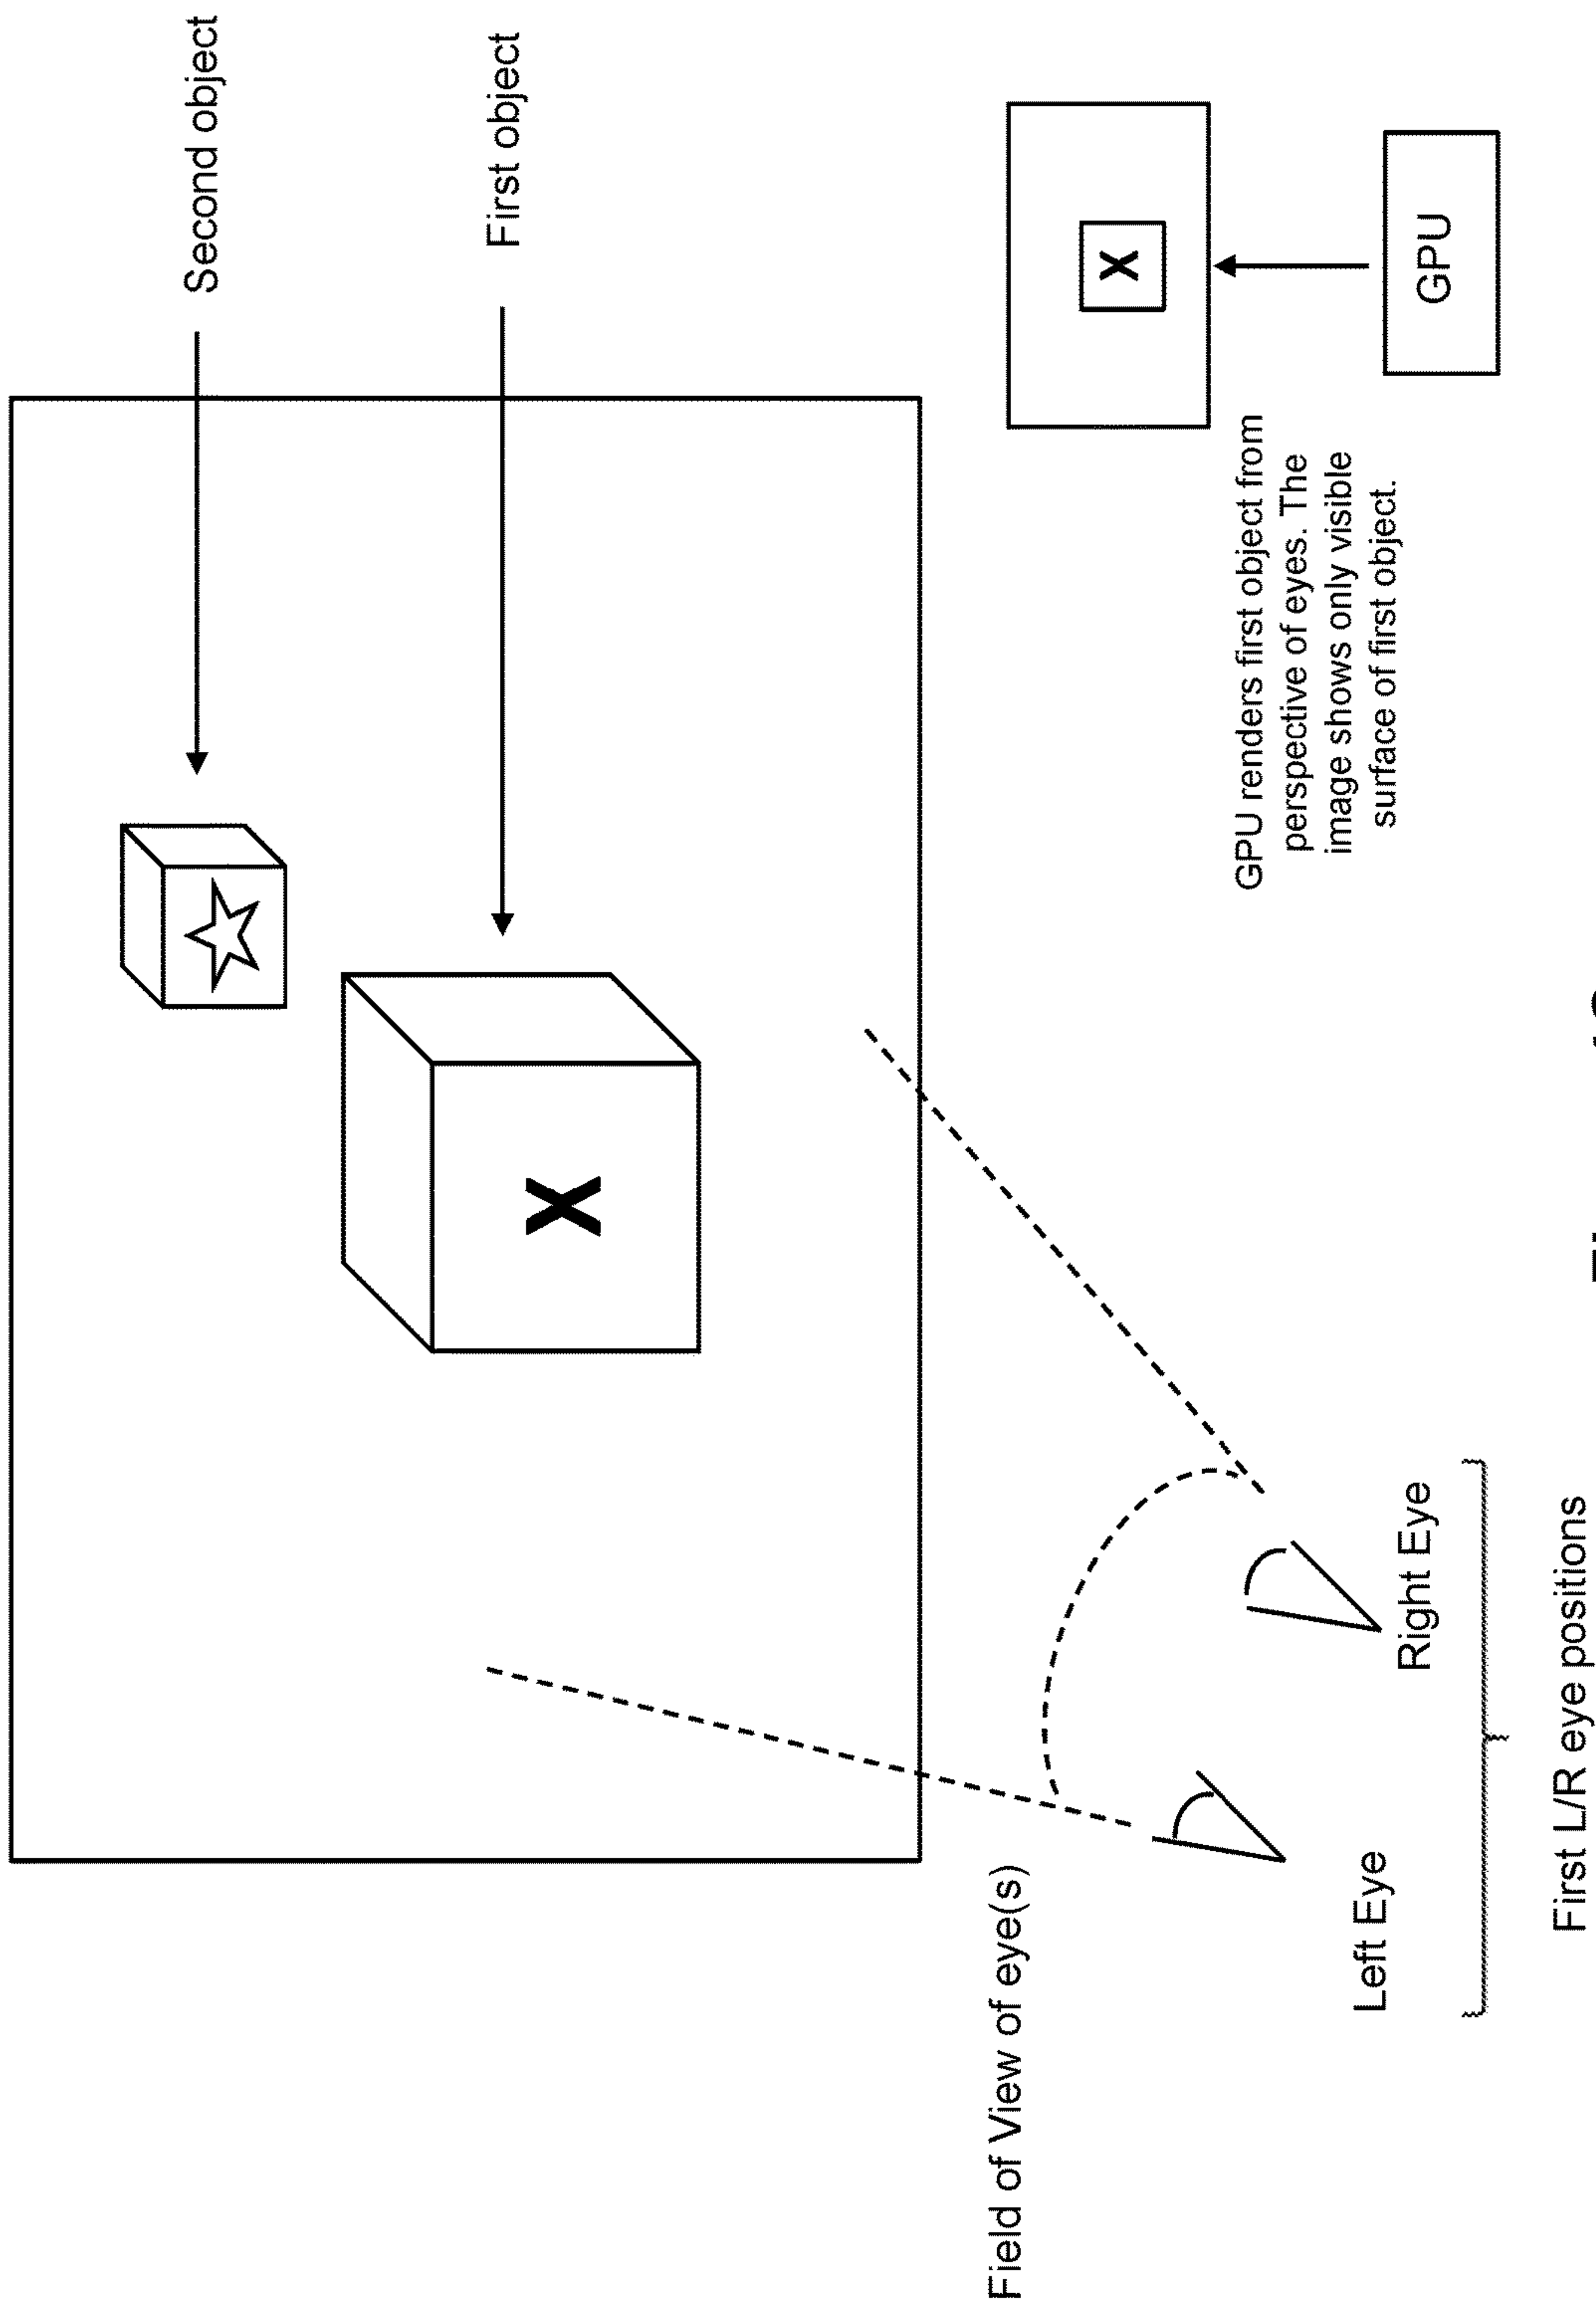 Second object
First object
X
X
GPU renders first object from
perspective of eyes. The
image shows only visible
surface of first object.
GPU
Field of View of eye(s)
Left Eye
Right Eye
First L/R eye positions